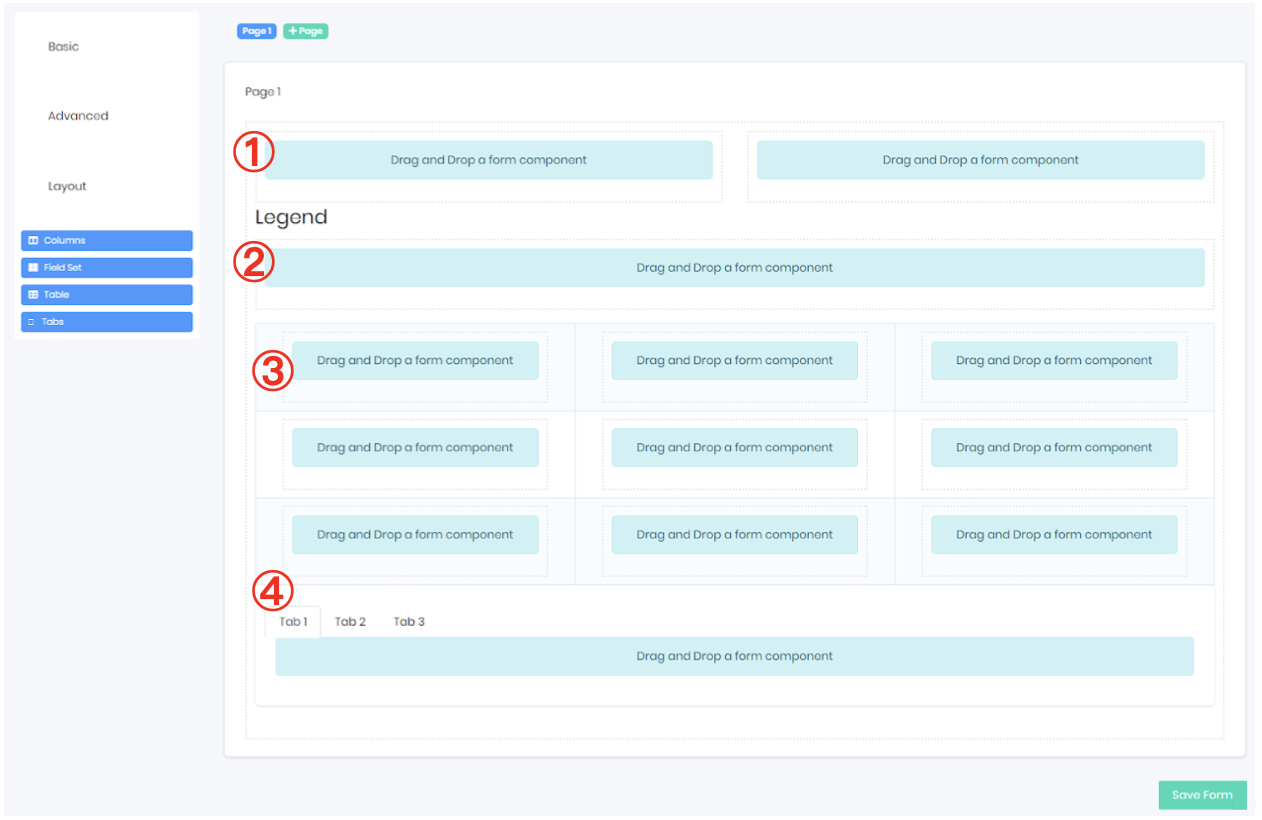 Basic
Advanced
Layout
Columns
Field Set
Table
Tabs
Page 1
+ Page
Page 1
① Drag and Drop a form component Drag and Drop a form component
Legend
② Drag and Drop a form component
③ Drag and Drop a form component Drag and Drop a form component Drag and Drop a form component
Drag and Drop a form component Drag and Drop a form component Drag and Drop a form component
Drag and Drop a form component Drag and Drop a form component Drag and Drop a form component
④
Tab 1 Tab 2 Tab 3
Drag and Drop a form component
Save Form